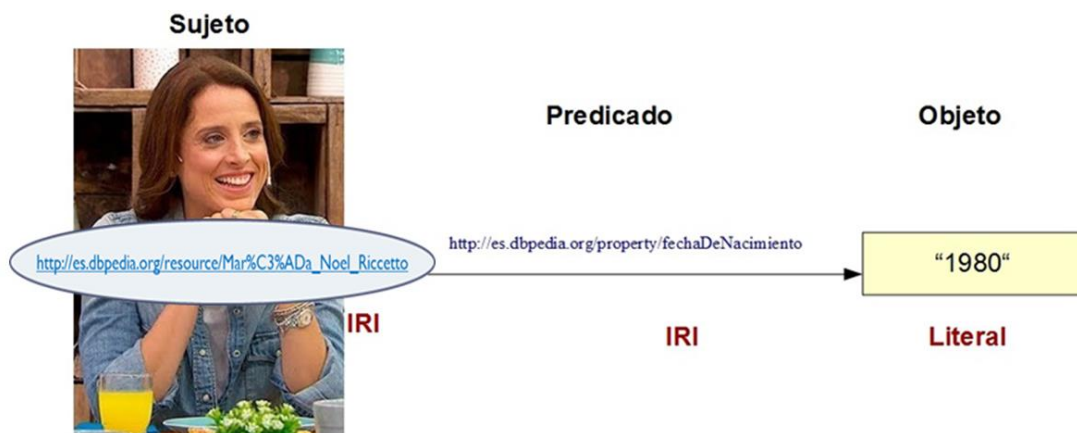 Sujeto
Predicado
Objeto
http://es.dbpedia.org/property/fechaDeNacimiento
http://es.dbpedia.org/resource/Mar%C3%ADa_Noel_Riccetto
“1980“
IRI
IRI
Literal